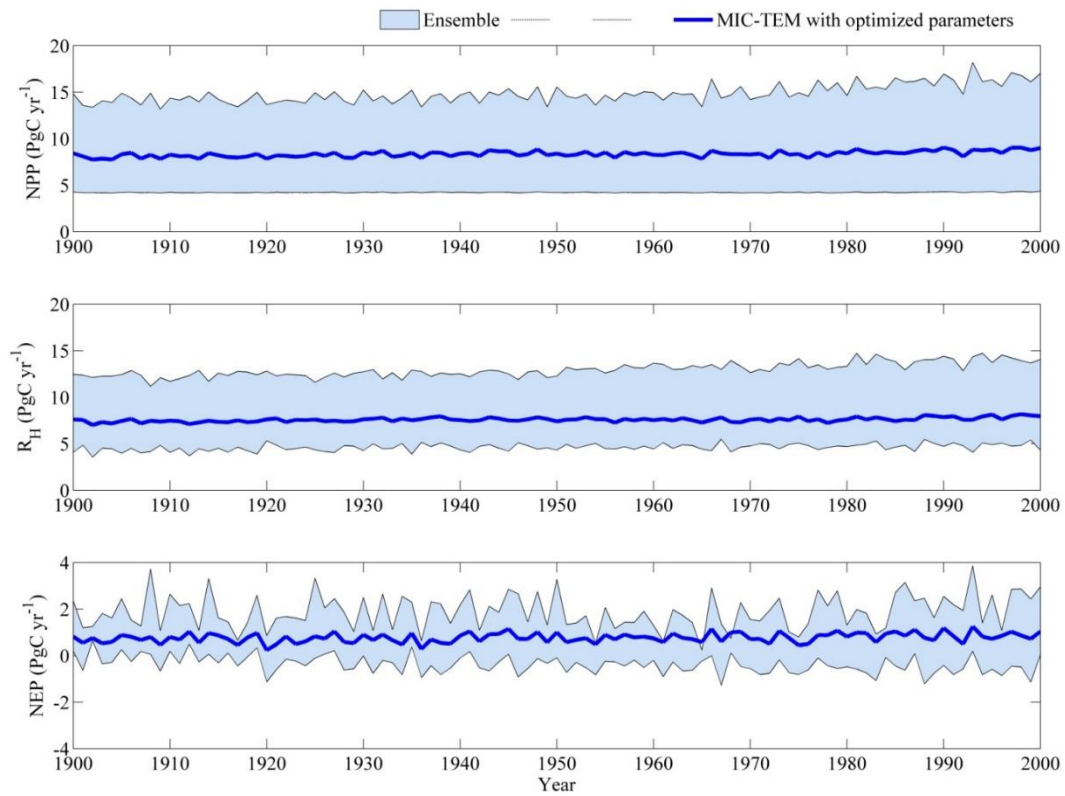 Ensemble MIC-TEM with optimized parameters
20
15
10
5
0
NPP (PgC yr-1)
1900 1910 1920 1930 1940 1950 1960 1970 1980 1990 2000
20
15
10
5
0
RH (PgC yr-1)
1900 1910 1920 1930 1940 1950 1960 1970 1980 1990 2000
4
2
0
-2
-4
NEP (PgC yr-1)
1900 1910 1920 1930 1940 1950 1960 1970 1980 1990 2000
Year